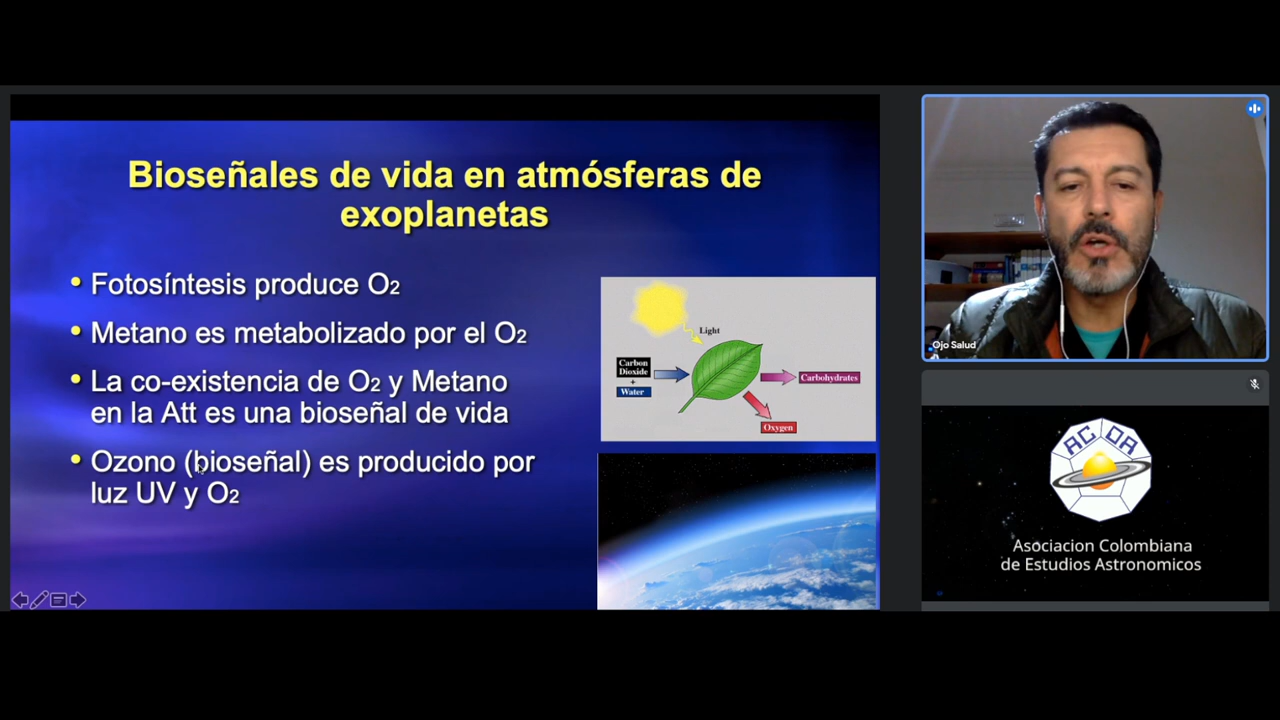 Bioseñales de vida en atmósferas de
exoplanetas
• Fotosíntesis produce O2
• Metano es metabolizado por el O2
• La co-existencia de O2 y Metano
en la Att es una bioseñal de vida
• Ozono (bioseñal) es producido por
luz UV y O2
Light
Carbon
Dioxide
+
Water
Carbohydrates
Oxygen
Ojo Salud
ACDA
Asociacion Colombiana
de Estudios Astronomicos